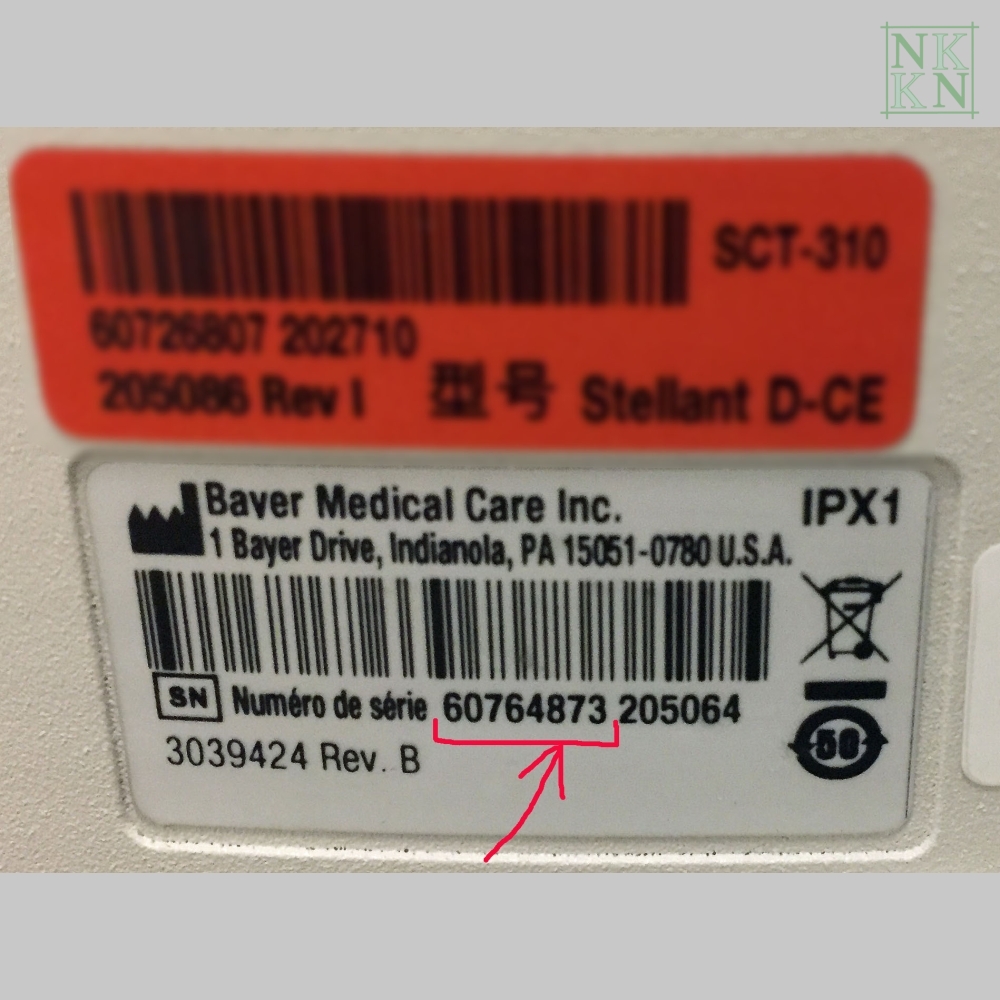 NK
KN
SCT-310
60726807 202710
205086 Rev I 型号 Stellant D-CE
Bayer Medical Care Inc. IPX1
1 Bayer Drive, Indianola, PA 15051-0780 U.S.A.
SN Numéro de série 60764873 205064
3039424 Rev. B
50